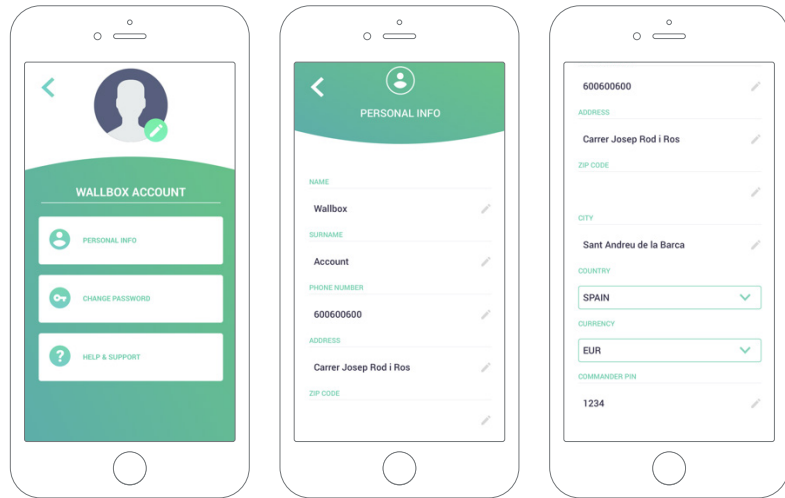 WALLBOX ACCOUNT
PERSONAL INFO
CHANGE PASSWORD
HELP & SUPPORT
PERSONAL INFO
NAME
Wallbox
SURNAME
Account
PHONE NUMBER
600600600
ADDRESS
Carrer Josep Rod i Ros
ZIP CODE
600600600
ADDRESS
Carrer Josep Rod i Ros
ZIP CODE
CITY
Sant Andreu de la Barca
COUNTRY
SPAIN
CURRENCY
EUR
COMMANDER PIN
1234